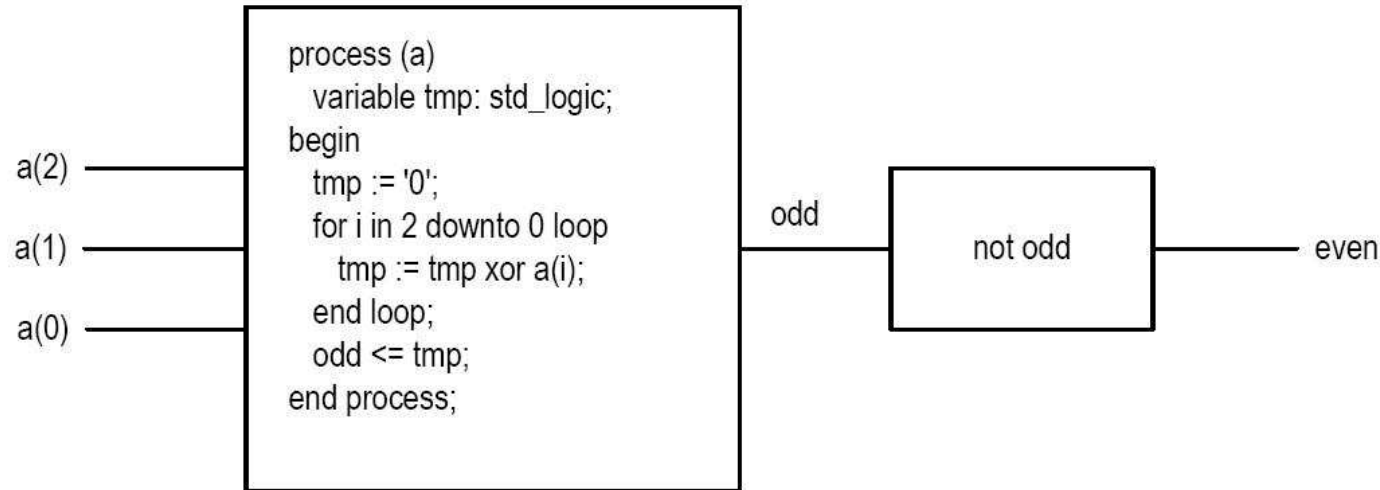 process (a)
variable tmp: std_logic;
begin
tmp := '0';
for i in 2 downto 0 loop
tmp := tmp xor a(i);
end loop;
odd <= tmp;
end process;
a(2)
a(1)
a(0)
odd
not odd
even